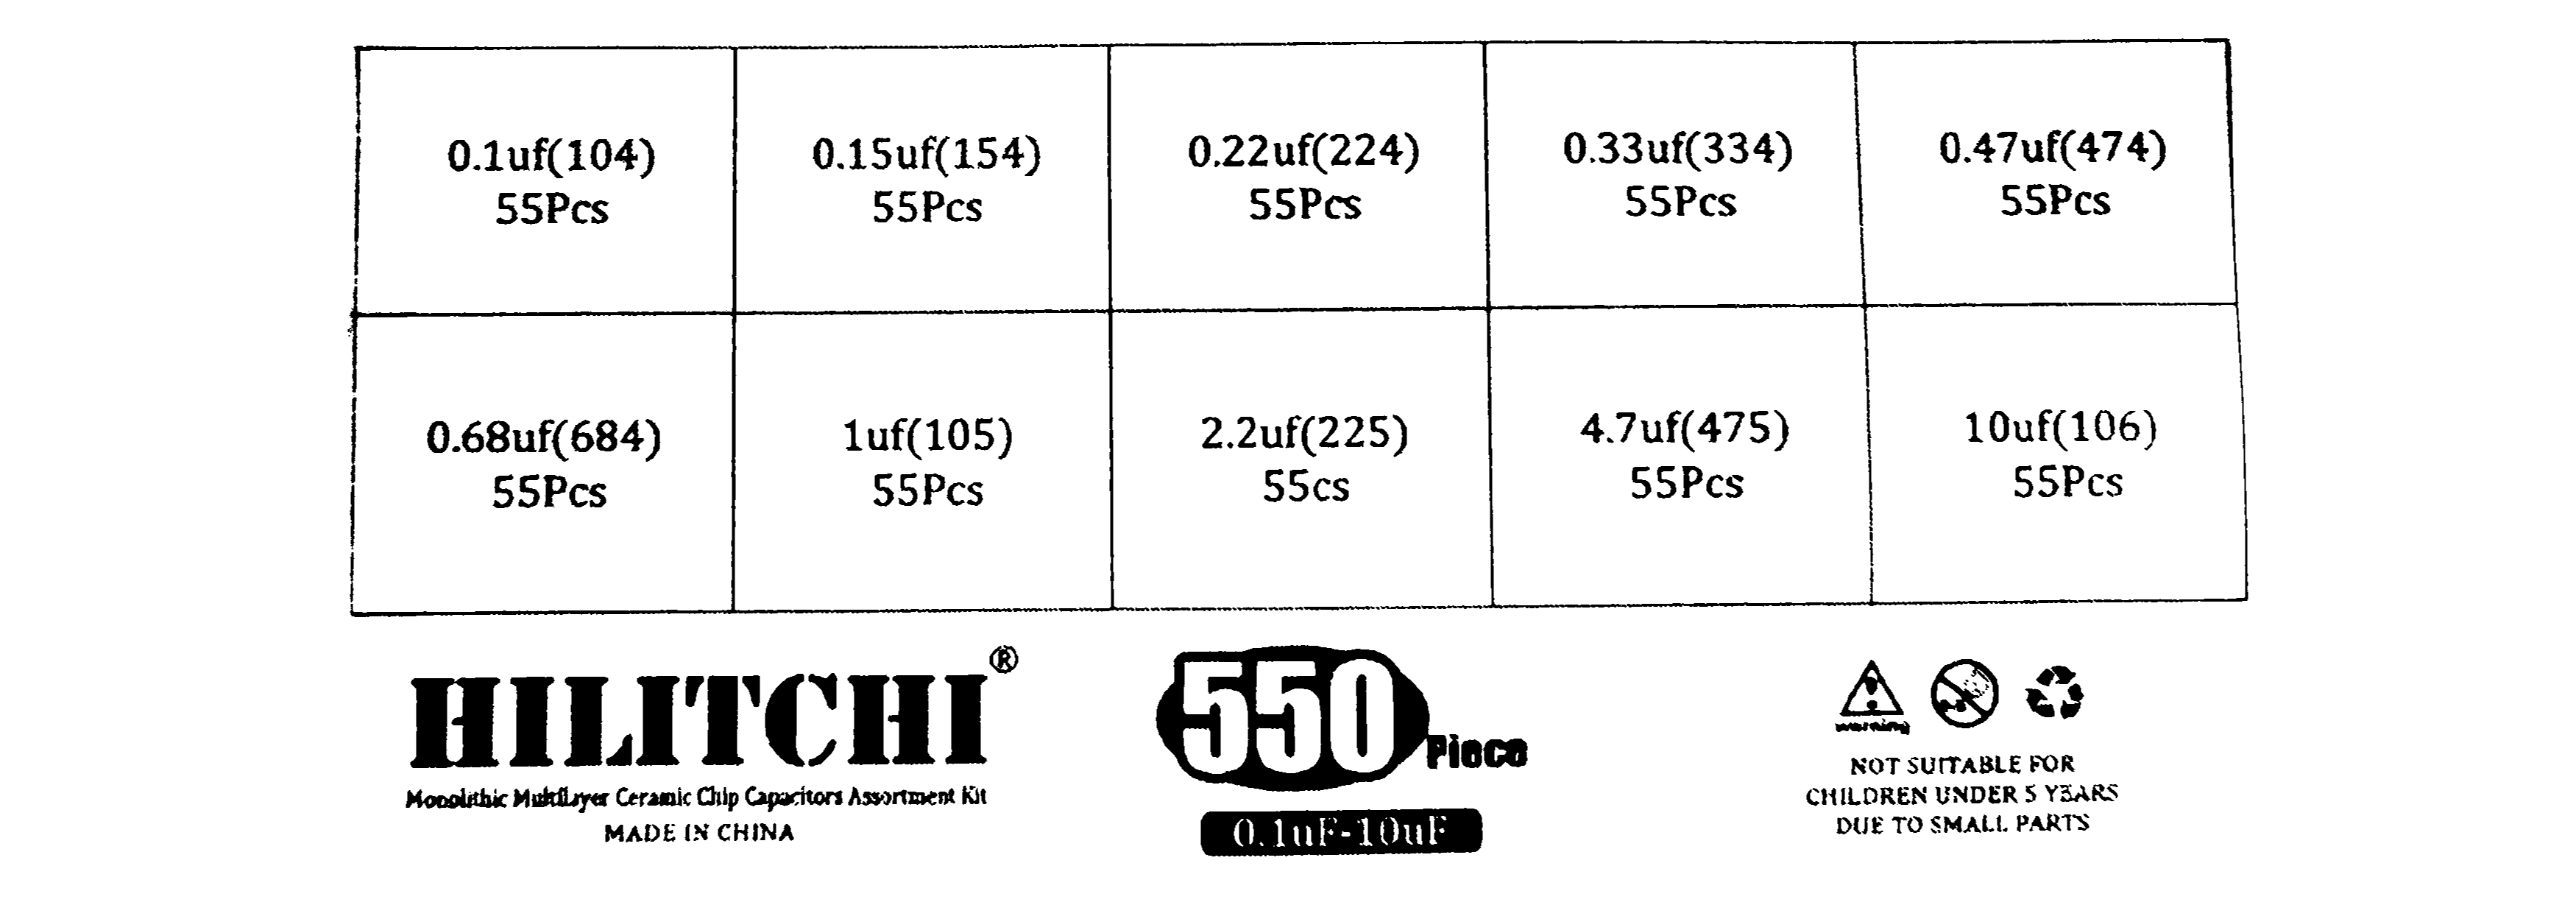 0.1uf(104)
55Pcs
0.15uf(154)
55Pcs
0.22uf(224)
55Pcs
0.33uf(334)
55Pcs
0.47uf(474)
55Pcs
0.68uf(684)
55Pcs
1uf(105)
55Pcs
2.2uf(225)
55cs
4.7uf(475)
55Pcs
10uf(106)
55Pcs
HILITCHI®
Monolithic Multilayer Ceramic Chip Capacitors Assortment Kit
MADE IN CHINA
550 Piece
0.1uF-10uF
warning
NOT SUITABLE FOR
CHILDREN UNDER 5 YEARS
DUE TO SMALL PARTS